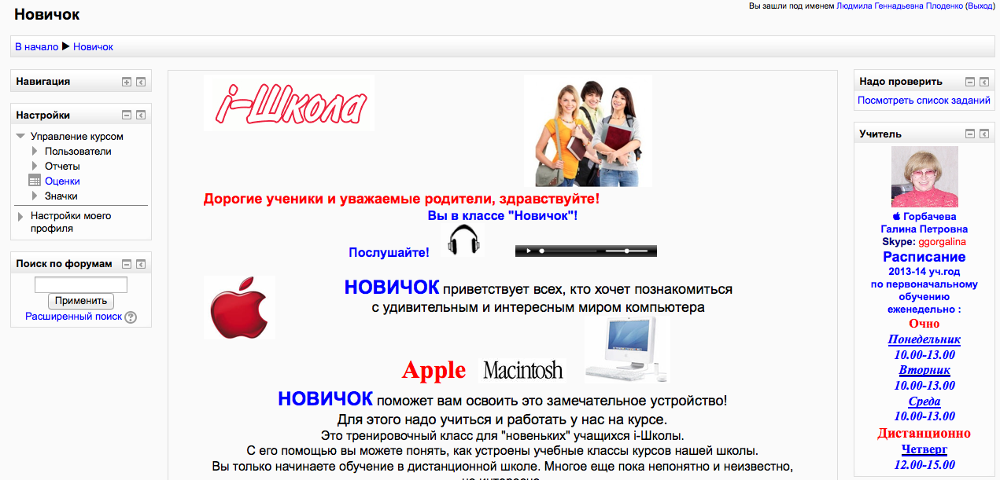 Новичок
Вы зашли под именем Людмила Геннадьевна Плоденко (Выход)
В начало ► Новичок
Навигация
Настройки
Управление курсом
Пользователи
Отчеты
Оценки
Значки
Настройки моего
профиля
Поиск по форумам
Применить
Расширенный поиск ?
i-Школа
Дорогие ученики и уважаемые родители, здравствуйте!
Вы в классе "Новичок"!
Послушайте!
НОВИЧОК приветствует всех, кто хочет познакомиться
с удивительным и интересным миром компьютера
Apple Macintosh
НОВИЧОК поможет вам освоить это замечательное устройство!
Для этого надо учиться и работать у нас на курсе.
Это тренировочный класс для "новеньких" учащихся i-Школы.
С его помощью вы можете понять, как устроены учебные классы курсов нашей школы.
Вы только начинаете обучение в дистанционной школе. Многое еще пока непонятно и неизвестно,
Надо проверить
Посмотреть список заданий
Учитель
Горбачева
Галина Петровна
Skype: ggorgalina
Расписание
2013-14 уч.год
по первоначальному
обучению
еженедельно :
Очно
Понедельник
10.00-13.00
Вторник
10.00-13.00
Среда
10.00-13.00
Дистанционно
Четверг
12.00-15.00